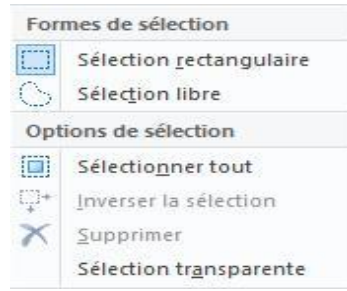 Formes de sélection
Sélection rectangulaire
Sélection libre
Options de sélection
Sélectionner tout
Inverser la sélection
Supprimer
Sélection transparente